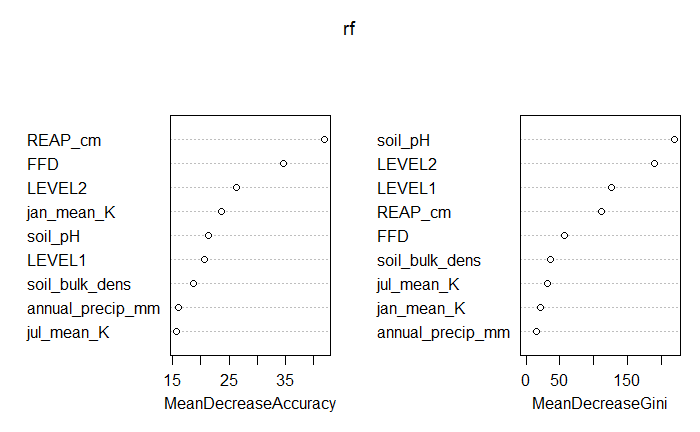 rf
REAP_cm
FFD
LEVEL2
jan_mean_K
soil_pH
LEVEL1
soil_bulk_dens
annual_precip_mm
jul_mean_K
15 25 35
MeanDecreaseAccuracy
soil_pH
LEVEL2
LEVEL1
REAP_cm
FFD
soil_bulk_dens
jul_mean_K
jan_mean_K
annual_precip_mm
0 50 150
MeanDecreaseGini